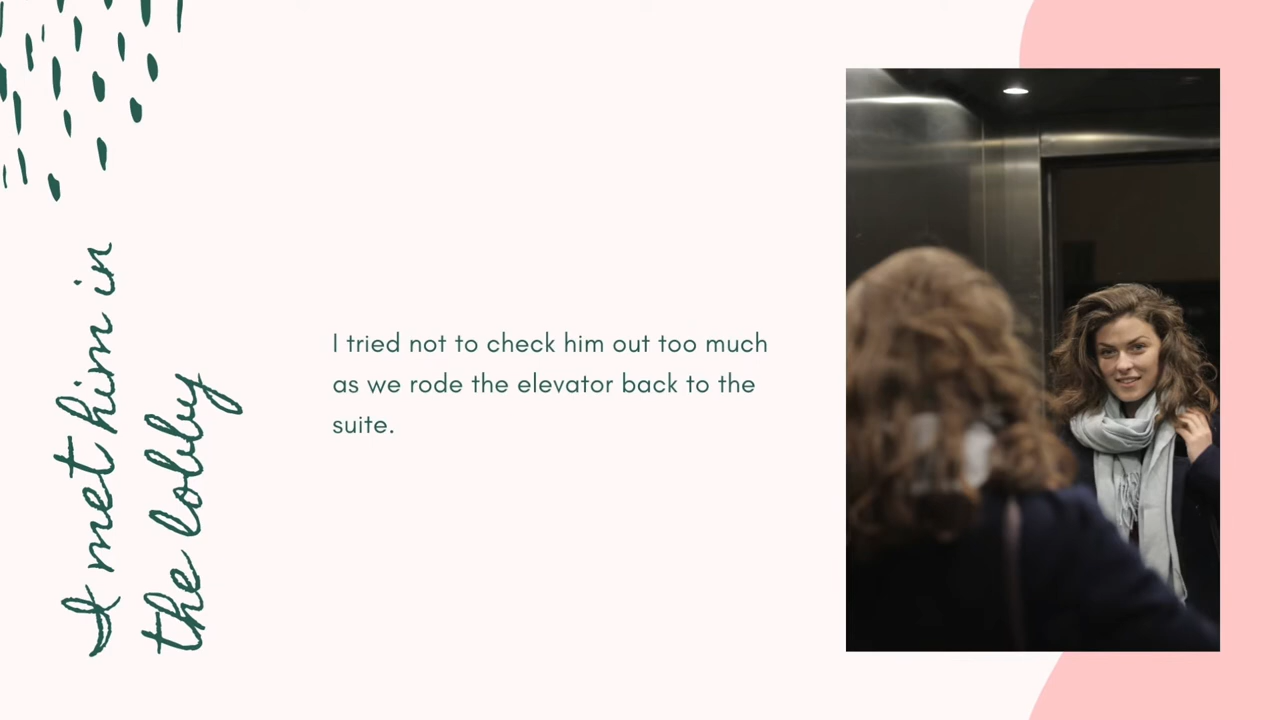 I met him in
the lobby
I tried not to check him out too much
as we rode the elevator back to the
suite.